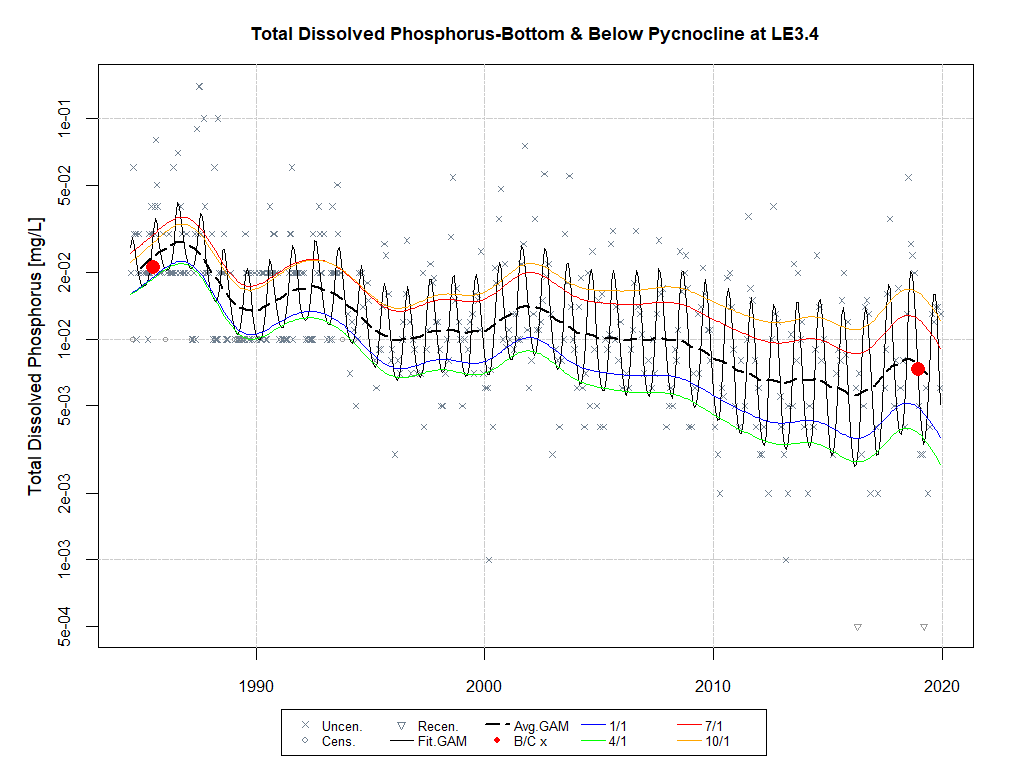 Total Dissolved Phosphorus-Bottom & Below Pycnocline at LE3.4
Total Dissolved Phosphorus [mg/L]
1e-01
5e-02
2e-02
1e-02
5e-03
2e-03
1e-03
5e-04
1990 2000 2010 2020
Uncen. Recen. Avg.GAM 1/1 7/1
Cens. Fit.GAM B/C x 4/1 10/1